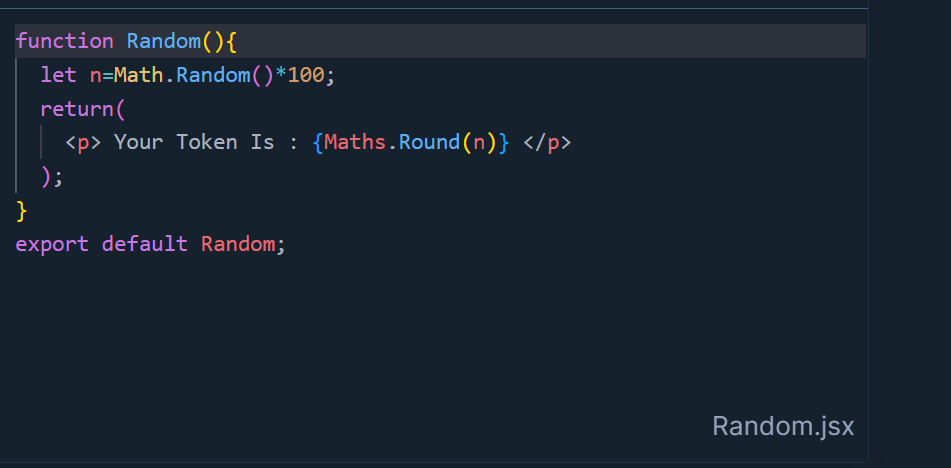 function Random(){
  let n=Math.Random()*100;
  return(
    <p> Your Token Is : {Maths.Round(n)} </p>
  );
}
export default Random;
Random.jsx